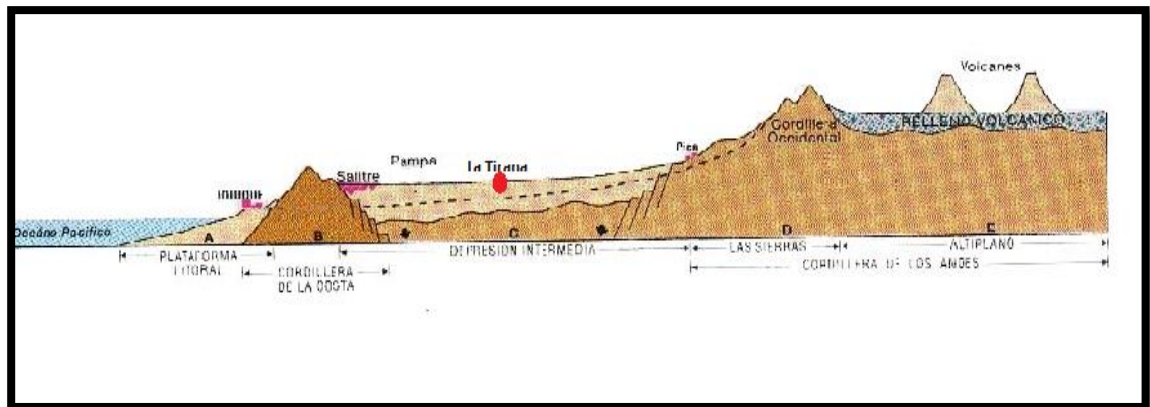 Volcanes
RELLENO VOLCANICO
Cordillera
Occidental
Pica
La Tirana
Pampa
Salitre
Océano Pacífico
A
B
C
D
E
PLATAFORMA
LITORAL
CORDILLERA
DE LA COSTA
DEPRESION INTERMEDIA
LAS SIERRAS
ALTIPLANO
CORDILLERA DE LOS ANDES